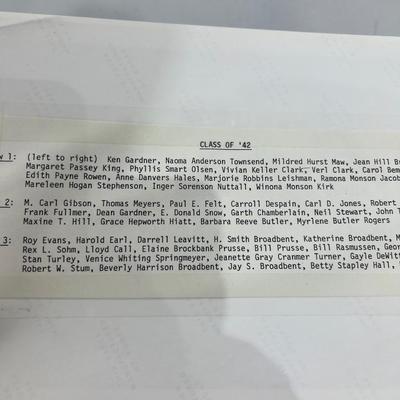 CLASS OF '42
w 1: (left to right) Ken Gardner, Naoma Anderson Townsend, Mildred Hurst Maw, Jean Hill B
Margaret Passey King, Phyllis Smart Olsen, Vivian Keller Clark, Verl Clark, Carol Bem
Edith Payne Rowen, Anne Danvers Hales, Marjorie Robbins Leishman, Ramona Monson Jacob
Mareleen Hogan Stephenson, Inger Sorenson Nuttall, Winona Monson Kirk
2: M. Carl Gibson, Thomas Meyers, Paul E. Felt, Carroll Despain, Carl D. Jones, Robert
Frank Fullmer, Dean Gardner, E. Donald Snow, Garth Chamberlain, Neil Stewart, John T
Maxine T. Hill, Grace Hepworth Hiatt, Barbara Reeve Butler, Myrlene Butler Rogers
3: Roy Evans, Harold Earl, Darrell Leavitt, H. Smith Broadbent, Katherine Broadbent, M
Rex L. Sohm, Lloyd Call, Elaine Brockbank Prusse, Bill Prusse, Bill Rasmussen, Geor
Stan Turley, Venice Whiting Springmeyer, Jeanette Gray Cranmer Turner, Gayle DeWitt
Robert W. Stum, Beverly Harrison Broadbent, Jay S. Broadbent, Betty Stapley Hall,